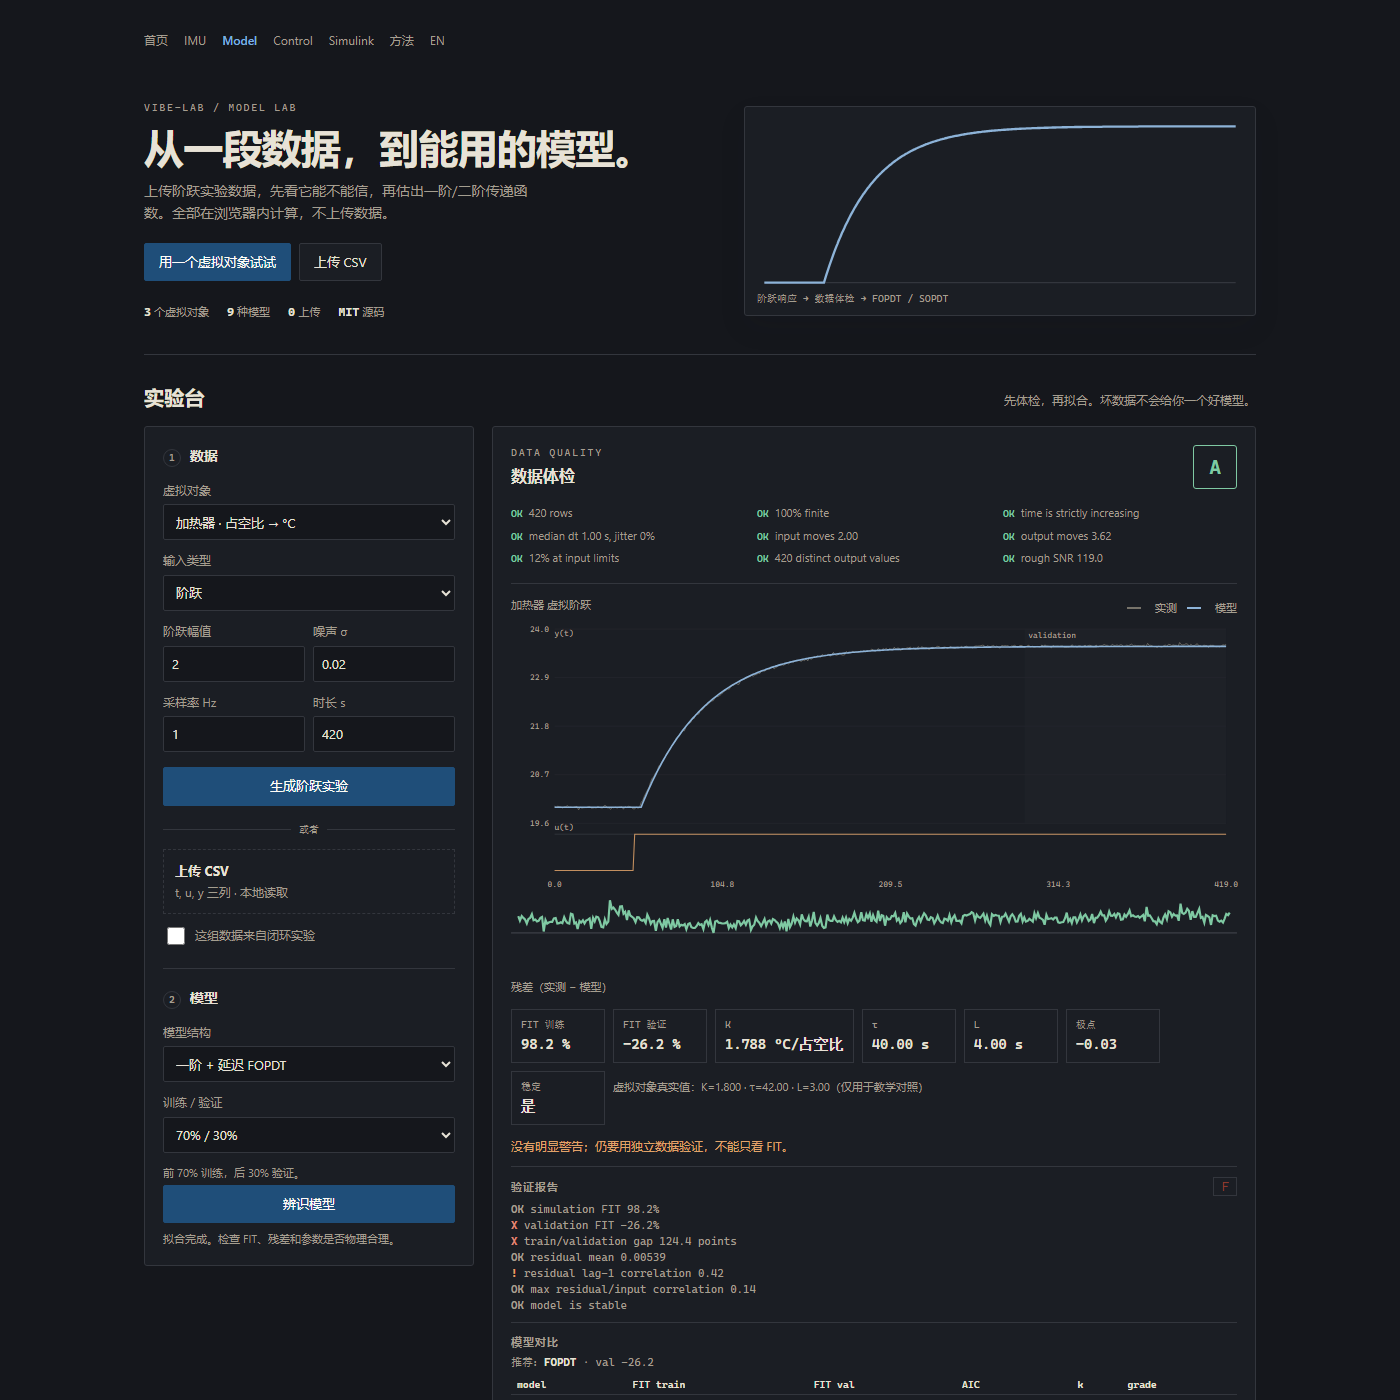 首页 IMU Model Control Simulink 方法 EN
VIBE-LAB / MODEL LAB
从一段数据，到能用的模型。
上传阶跃实验数据，先看它能不能信，再估出一阶/二阶传递函
数。全部在浏览器内计算，不上传数据。
用一个虚拟对象试试 上传 CSV
3 个虚拟对象 9 种模型 0 上传 MIT 源码
阶跃响应 → 数据体检 → FOPDT / SOPDT
实验台
先体检，再拟合。坏数据不会给你一个好模型。
1 数据
虚拟对象
加热器 · 占空比 → °C
输入类型
阶跃
阶跃幅值 噪声 σ
2 0.02
采样率 Hz 时长 s
1 420
生成阶跃实验
或者
上传 CSV
t, u, y 三列 · 本地读取
这组数据来自闭环实验
2 模型
模型结构
一阶 + 延迟 FOPDT
训练 / 验证
70% / 30%
前 70% 训练，后 30% 验证。
辨识模型
拟合完成。检查 FIT、残差和参数是否物理合理。
DATA QUALITY
数据体检
A
OK 420 rows OK 100% finite OK time is strictly increasing
OK median dt 1.00 s, jitter 0% OK input moves 2.00 OK output moves 3.62
OK 12% at input limits OK 420 distinct output values OK rough SNR 119.0
加热器 虚拟阶跃 实测 模型
24.0 y(t) validation
22.9
21.8
20.7
19.6 u(t)
0.0 104.8 209.5 314.3 419.0
残差（实测 − 模型）
FIT 训练 FIT 验证 K τ L 极点
98.2 % −26.2 % 1.788 °C/占空比 40.00 s 4.00 s −0.03
稳定
是
虚拟对象真实值：K=1.800 · τ=42.00 · L=3.00（仅用于教学对照）
没有明显警告；仍要用独立数据验证，不能只看 FIT。
验证报告 F
OK simulation FIT 98.2%
X validation FIT −26.2%
X train/validation gap 124.4 points
OK residual mean 0.00539
! residual lag-1 correlation 0.42
OK max residual/input correlation 0.14
OK model is stable
模型对比
推荐：FOPDT · val −26.2
model FIT train FIT val AIC k grade